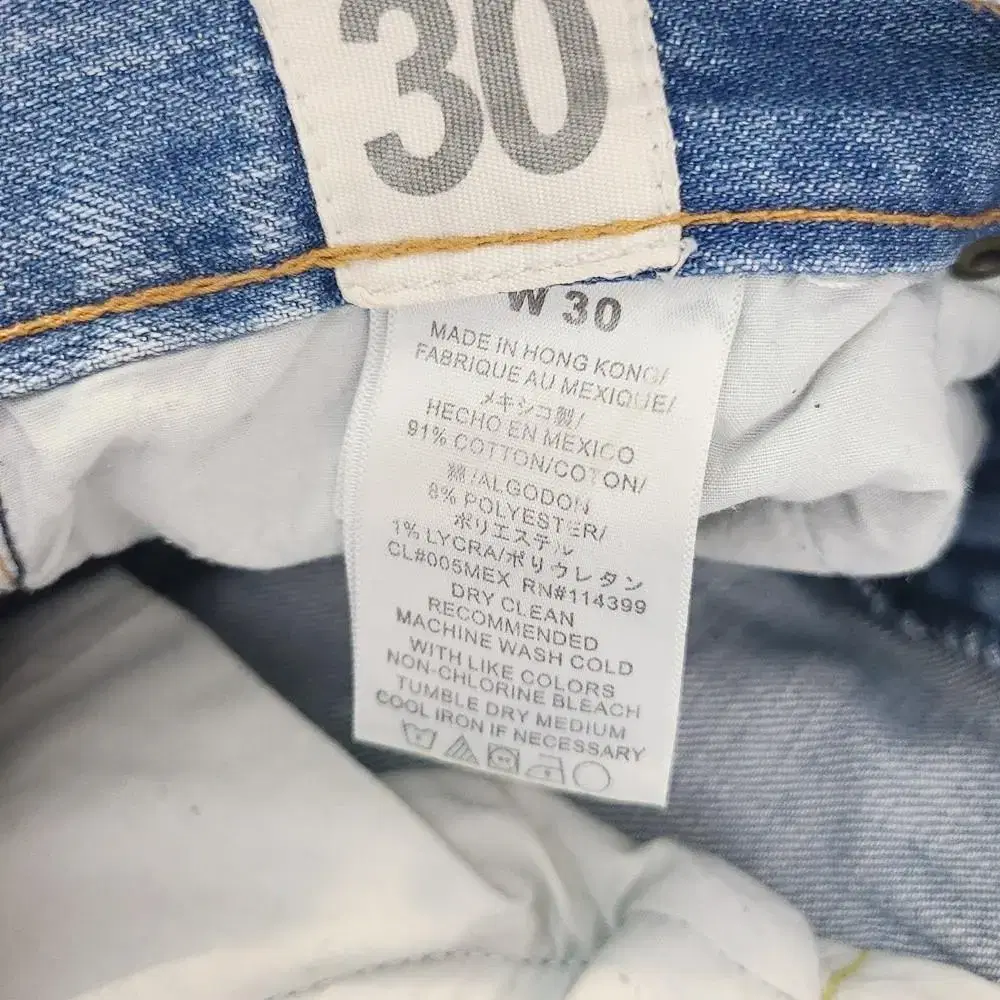 30
W 30
MADE IN HONG KONG/
FABRIQUE AU MEXIQUE/
メキシコ製/
HECHO EN MEXICO
91% COTTON/COTON/
綿/ALGODON
8% POLYESTER/
ポリエステル
1% LYCRA/ポリウレタン
CL#005MEX RN#114399
DRY CLEAN
RECOMMENDED
MACHINE WASH COLD
WITH LIKE COLORS
NON-CHLORINE BLEACH
TUMBLE DRY MEDIUM
COOL IRON IF NECESSARY